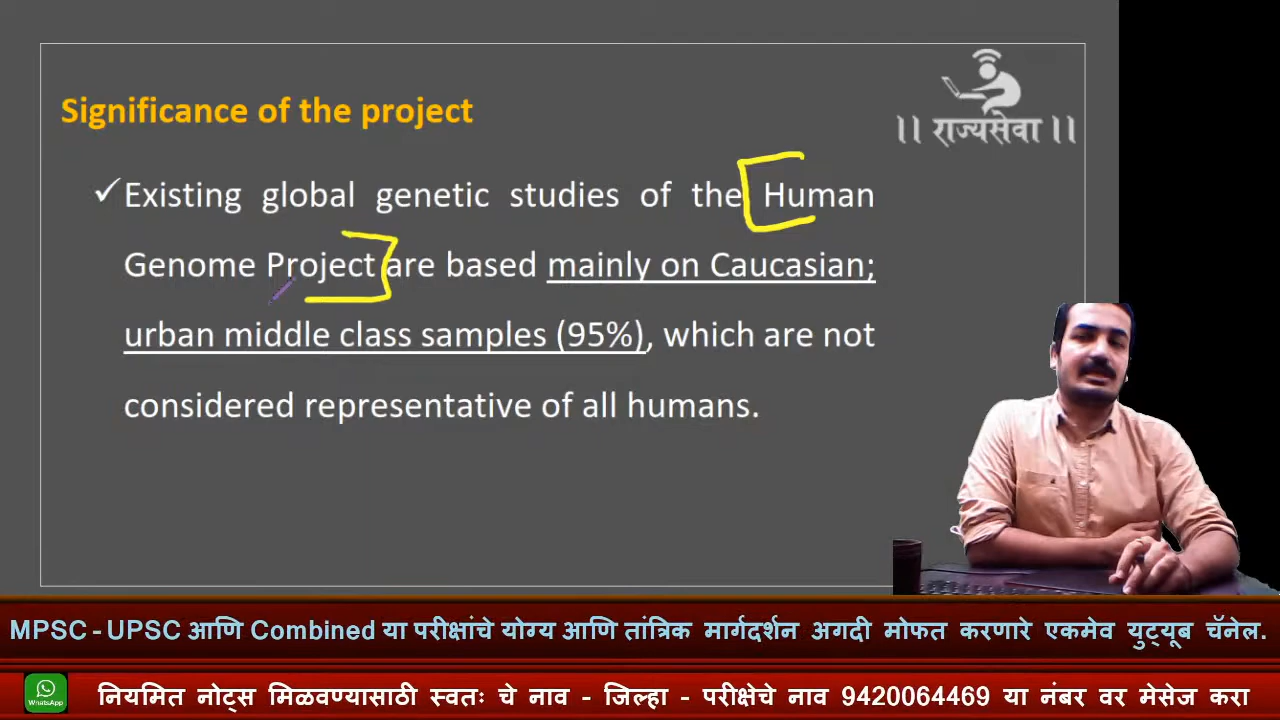 Significance of the project
।। राज्यसेवा ।।
✓Existing global genetic studies of the Human
Genome Project are based mainly on Caucasian;
urban middle class samples (95%), which are not
considered representative of all humans.
MPSC - UPSC आणि Combined या परीक्षांचे योग्य आणि तांत्रिक मार्गदर्शन अगदी मोफत करणारे एकमेव युट्यूब चॅनेल.
WhatsApp
नियमित नोट्स मिळवण्यासाठी स्वतः चे नाव - जिल्हा - परीक्षेचे नाव 9420064469 या नंबर वर मेसेज करा